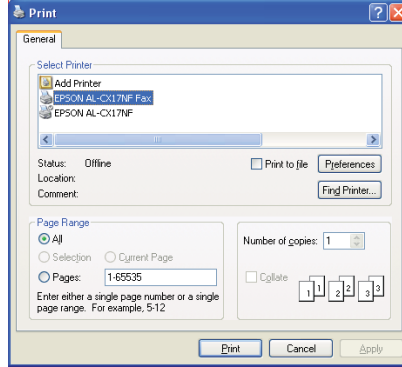 Print
General
Select Printer
Add Printer
EPSON AL-CX17NF Fax
EPSON AL-CX17NF
Status: Offline
Print to file
Preferences
Location:
Comment:
Find Printer...
Page Range
All
Selection
Current Page
Pages: 1-65535
Enter either a single page number or a single
page range. For example, 5-12
Number of copies: 1
Collate
1 1 2 2 3 3
Print Cancel Apply